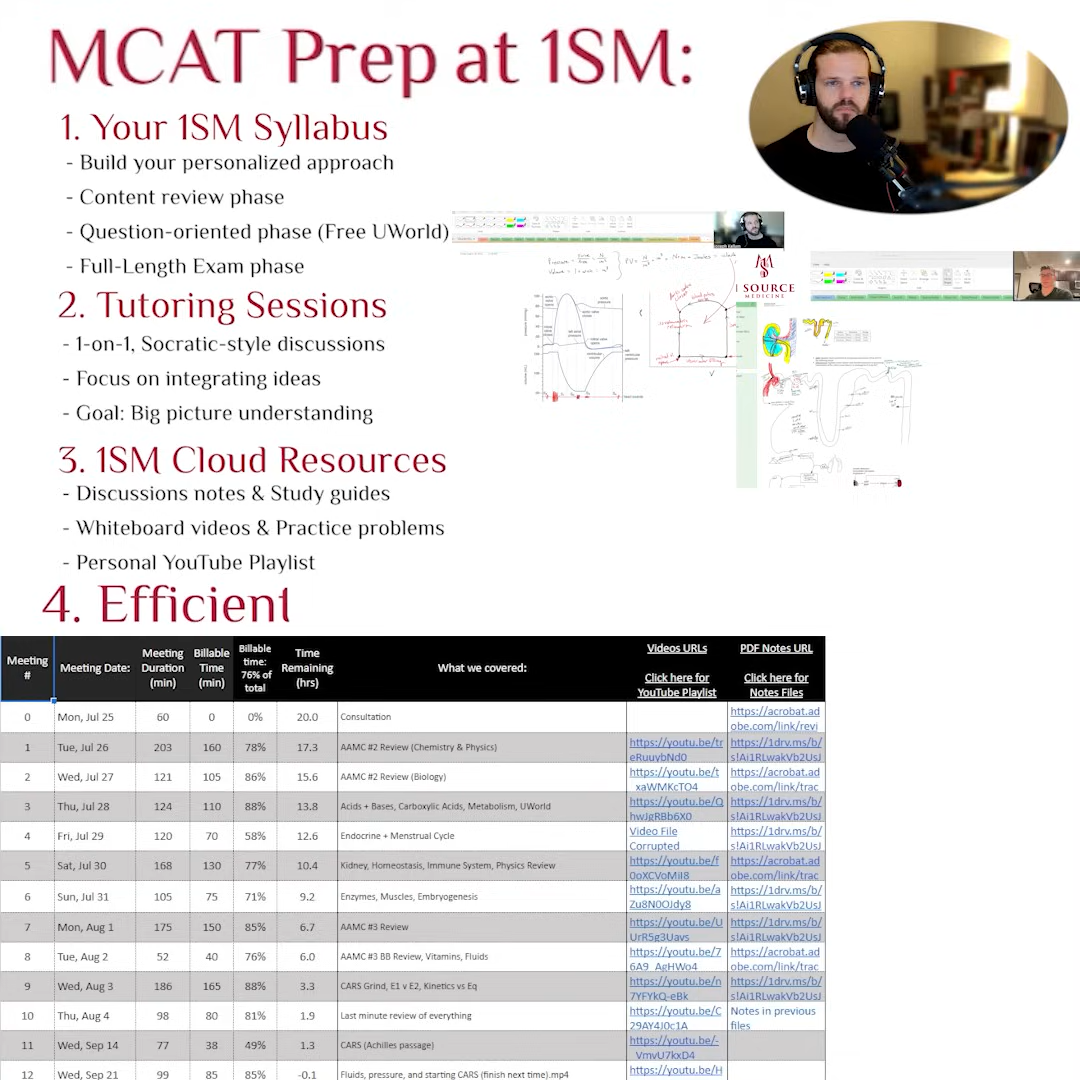 MCAT Prep at 1SM:
1. Your 1SM Syllabus
- Build your personalized approach
- Content review phase
- Question-oriented phase (Free UWorld)
- Full-Length Exam phase
2. Tutoring Sessions
- 1-on-1, Socratic-style discussions
- Focus on integrating ideas
- Goal: Big picture understanding
3. 1SM Cloud Resources
- Discussions notes & Study guides
- Whiteboard videos & Practice problems
- Personal YouTube Playlist
4. Efficient
SOURCE
MEDICINE
Meeting # Meeting Date: Meeting Duration (min) Billable Time (min) Billable time: 76% of total Time Remaining (hrs) What we covered: Videos URLs Click here for YouTube Playlist PDF Notes URL Click here for Notes Files
0 Mon, Jul 25 60 0 0% 20.0 Consultation https://acrobat.adobe.com/link/revi
1 Tue, Jul 26 203 160 78% 17.3 AAMC #2 Review (Chemistry & Physics) https://youtu.be/treRuuybNd0 https://1drv.ms/b/s!Ai1RLwakVb2UsJ
2 Wed, Jul 27 121 105 86% 15.6 AAMC #2 Review (Biology) https://youtu.be/t_xaWMKcTO4 https://acrobat.adobe.com/link/trac
3 Thu, Jul 28 124 110 88% 13.8 Acids + Bases, Carboxylic Acids, Metabolism, UWorld https://youtu.be/QhwJgRBb6X0 https://1drv.ms/b/s!Ai1RLwakVb2UsJ
4 Fri, Jul 29 120 70 58% 12.6 Endocrine + Menstrual Cycle Video File Corrupted https://1drv.ms/b/s!Ai1RLwakVb2UsJ
5 Sat, Jul 30 168 130 77% 10.4 Kidney, Homeostasis, Immune System, Physics Review https://youtu.be/f0oXCVoMiI8 https://acrobat.adobe.com/link/trac
6 Sun, Jul 31 105 75 71% 9.2 Enzymes, Muscles, Embryogenesis https://youtu.be/aZu8N0OJdy8 https://1drv.ms/b/s!Ai1RLwakVb2UsJ
7 Mon, Aug 1 175 150 85% 6.7 AAMC #3 Review https://youtu.be/UUrR5g3Uavs https://1drv.ms/b/s!Ai1RLwakVb2UsJ
8 Tue, Aug 2 52 40 76% 6.0 AAMC #3 BB Review, Vitamins, Fluids https://youtu.be/76A9_AgHWo4 https://acrobat.adobe.com/link/trac
9 Wed, Aug 3 186 165 88% 3.3 CARS Grind, E1 v E2, Kinetics vs Eq https://youtu.be/n7YFYkQ-eBk https://1drv.ms/b/s!Ai1RLwakVb2UsJ
10 Thu, Aug 4 98 80 81% 1.9 Last minute review of everything https://youtu.be/C29AY4J0c1A Notes in previous files
11 Wed, Sep 14 77 38 49% 1.3 CARS (Achilles passage) https://youtu.be/-VmvU7kxD4
12 Wed, Sep 21 99 85 85% -0.1 Fluids, pressure, and starting CARS (finish next time).mp4 https://youtu.be/H